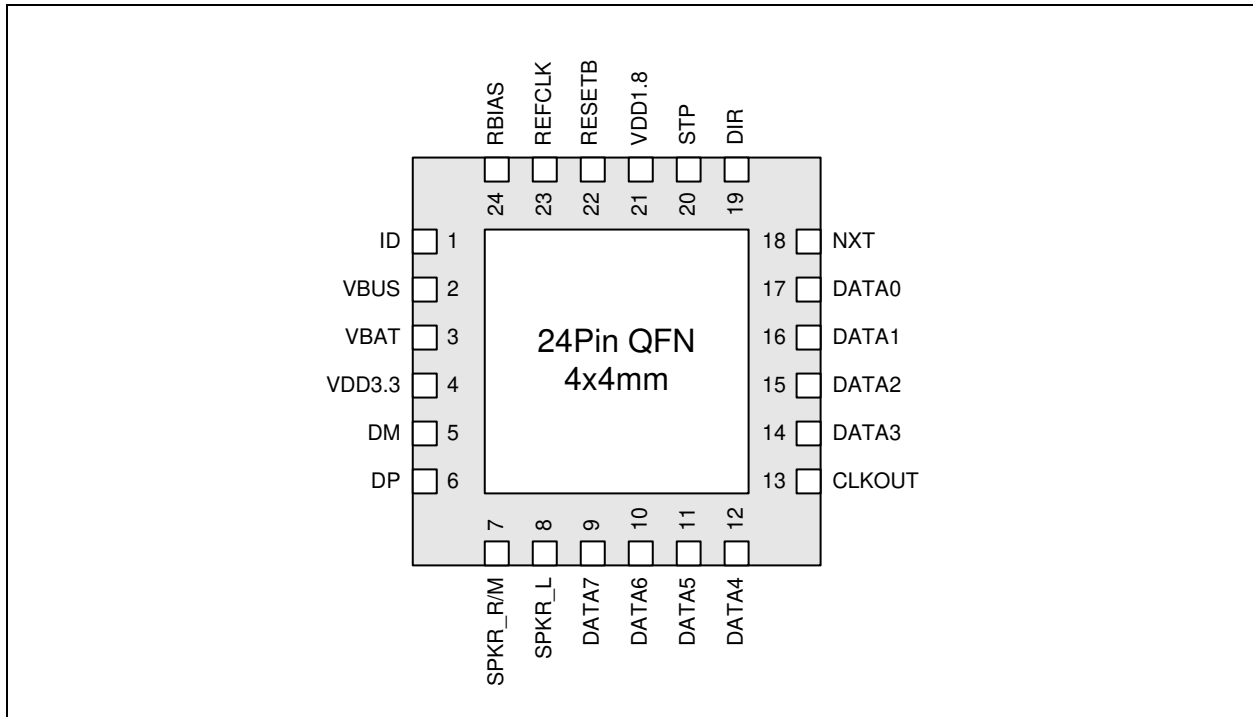 RBIAS
REFCLK
RESETB
VDD1.8
STP
DIR
24
23
22
21
20
19
ID 1
VBUS 2
VBAT 3
VDD3.3 4
DM 5
DP 6
24Pin QFN
4x4mm
18 NXT
17 DATA0
16 DATA1
15 DATA2
14 DATA3
13 CLKOUT
7
8
9
10
11
12
SPKR_R/M
SPKR_L
DATA7
DATA6
DATA5
DATA4